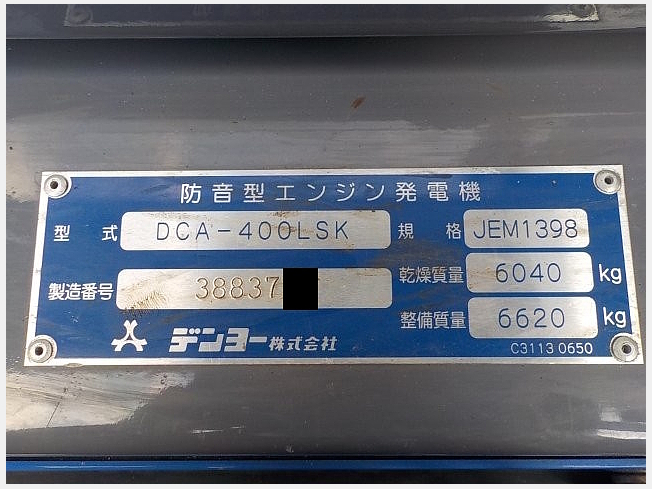 防音型エンジン発電機
型式 DCA-400LSK 規格 JEM1398
製造番号 38837 乾燥質量 6040 kg
整備質量 6620 kg
デンヨー株式会社 C3113 0650